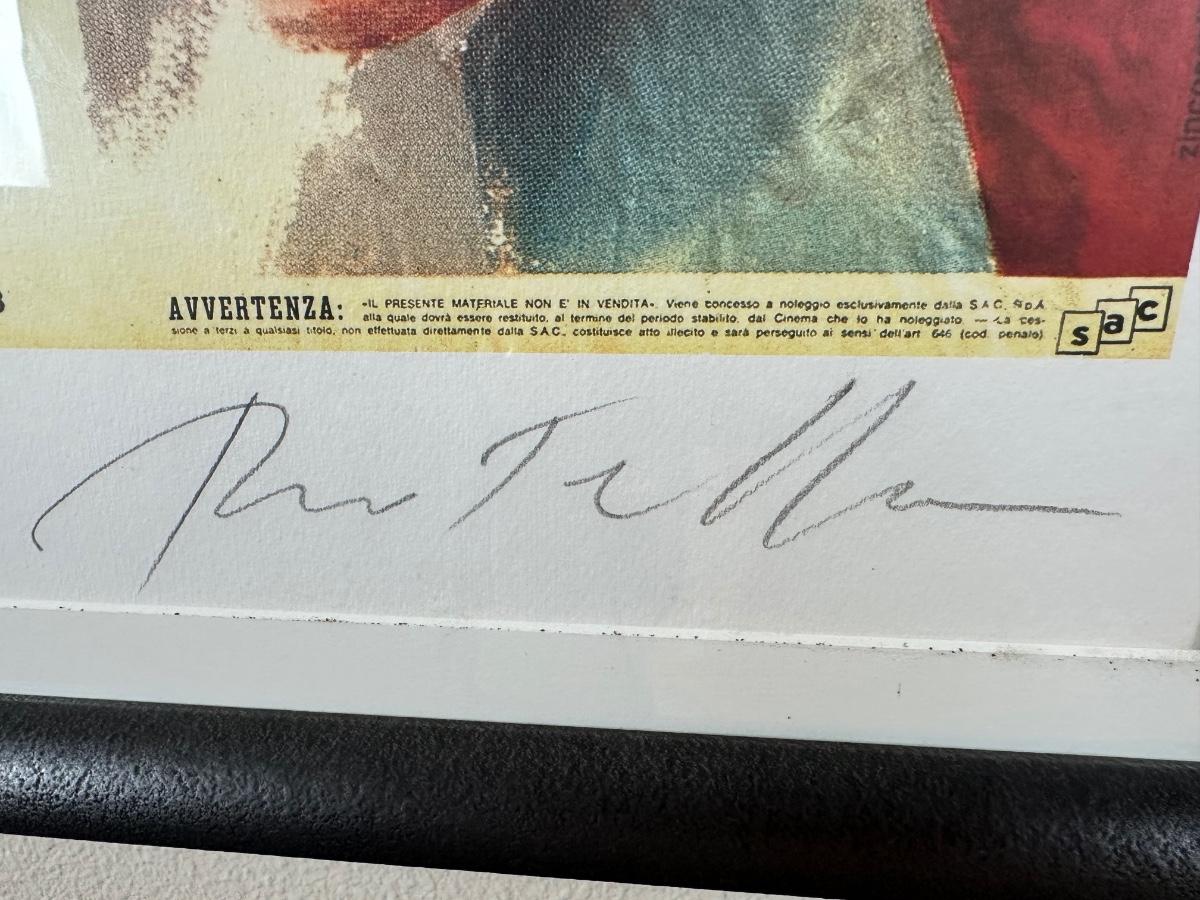 AVVERTENZA: «IL PRESENTE MATERIALE NON E' IN VENDITA». Viene concesso a noleggio esclusivamente dalla S.A.C. S.p.A.
alla quale dovrà essere restituito, al termine del periodo stabilito, dal Cinema che lo ha noleggiato. — La ces-
sione a terzi a qualsiasi titolo, non effettuata direttamente dalla S.A.C., costituisce atto illecito e sarà perseguito ai sensi dell'art. 646 (cod. penale)
sac